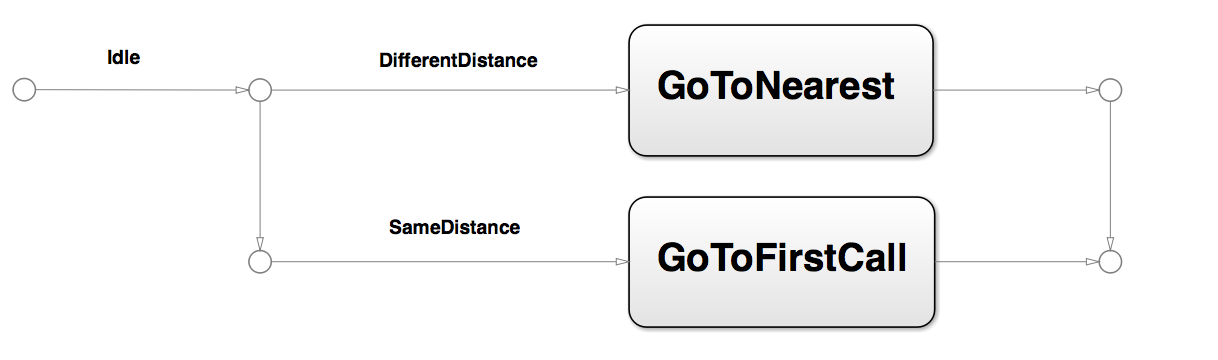 Idle
DifferentDistance
GoToNearest
SameDistance
GoToFirstCall